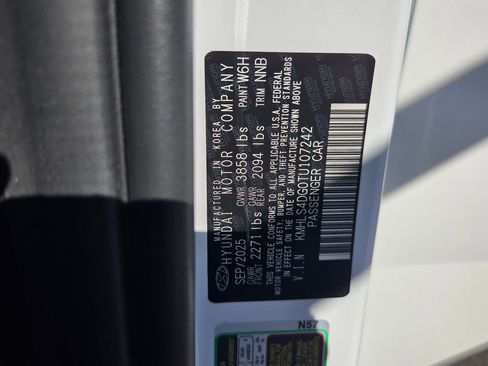 MANUFACTURED IN KOREA BY
HYUNDAI MOTOR COMPANY
SEP/2025 GVWR 3858 lbs PAINT W6H
GAWR FRONT 2271 lbs GAWR REAR 2094 lbs TRIM NNB
THIS VEHICLE CONFORMS TO ALL APPLICABLE U.S.A. FEDERAL
MOTOR VEHICLE SAFETY, BUMPER, AND THEFT PREVENTION STANDARDS
IN EFFECT ON THE DATE OF MANUFACTURE SHOWN ABOVE
V.I.N KMHLS4DG0TU107242
PASSENGER CAR
N57